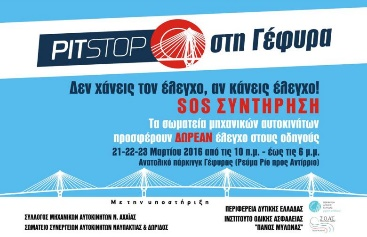 PITSTOP στη Γέφυρα
Δεν χάνεις τον έλεγχο, αν κάνεις έλεγχο!
SOS ΣΥΝΤΗΡΗΣΗ
Τα σωματεία μηχανικών αυτοκινήτων
προσφέρουν ΔΩΡΕΑΝ έλεγχο στους οδηγούς
21-22-23 Μαρτίου 2016 από τις 10 π.μ. - έως τις 6 μ.μ.
Ανατολικό πάρκινγκ Γέφυρας (Ρεύμα Ρίο προς Αντίρριο)
Με την υποστήριξη
ΣΥΛΛΟΓΟΣ ΜΗΧΑΝΙΚΩΝ ΑΥΤΟΚΙΝΗΤΩΝ Ν. ΑΧΑΪΑΣ
ΣΩΜΑΤΕΙΟ ΣΥΝΕΡΓΕΙΩΝ ΑΥΤΟΚΙΝΗΤΩΝ ΝΑΥΠΑΚΤΙΑΣ & ΔΩΡΙΔΟΣ
ΠΕΡΙΦΕΡΕΙΑ ΔΥΤΙΚΗΣ ΕΛΛΑΔΑΣ
ΙΝΣΤΙΤΟΥΤΟ ΟΔΙΚΗΣ ΑΣΦΑΛΕΙΑΣ
"ΠΑΝΟΣ ΜΥΛΩΝΑΣ"